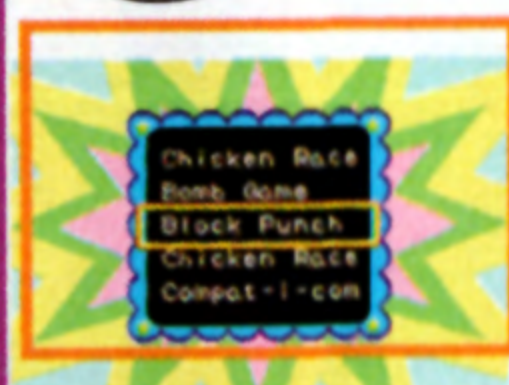 Chicken Race
Bomb Game
Block Punch
Chicken Race
Compat-i-com